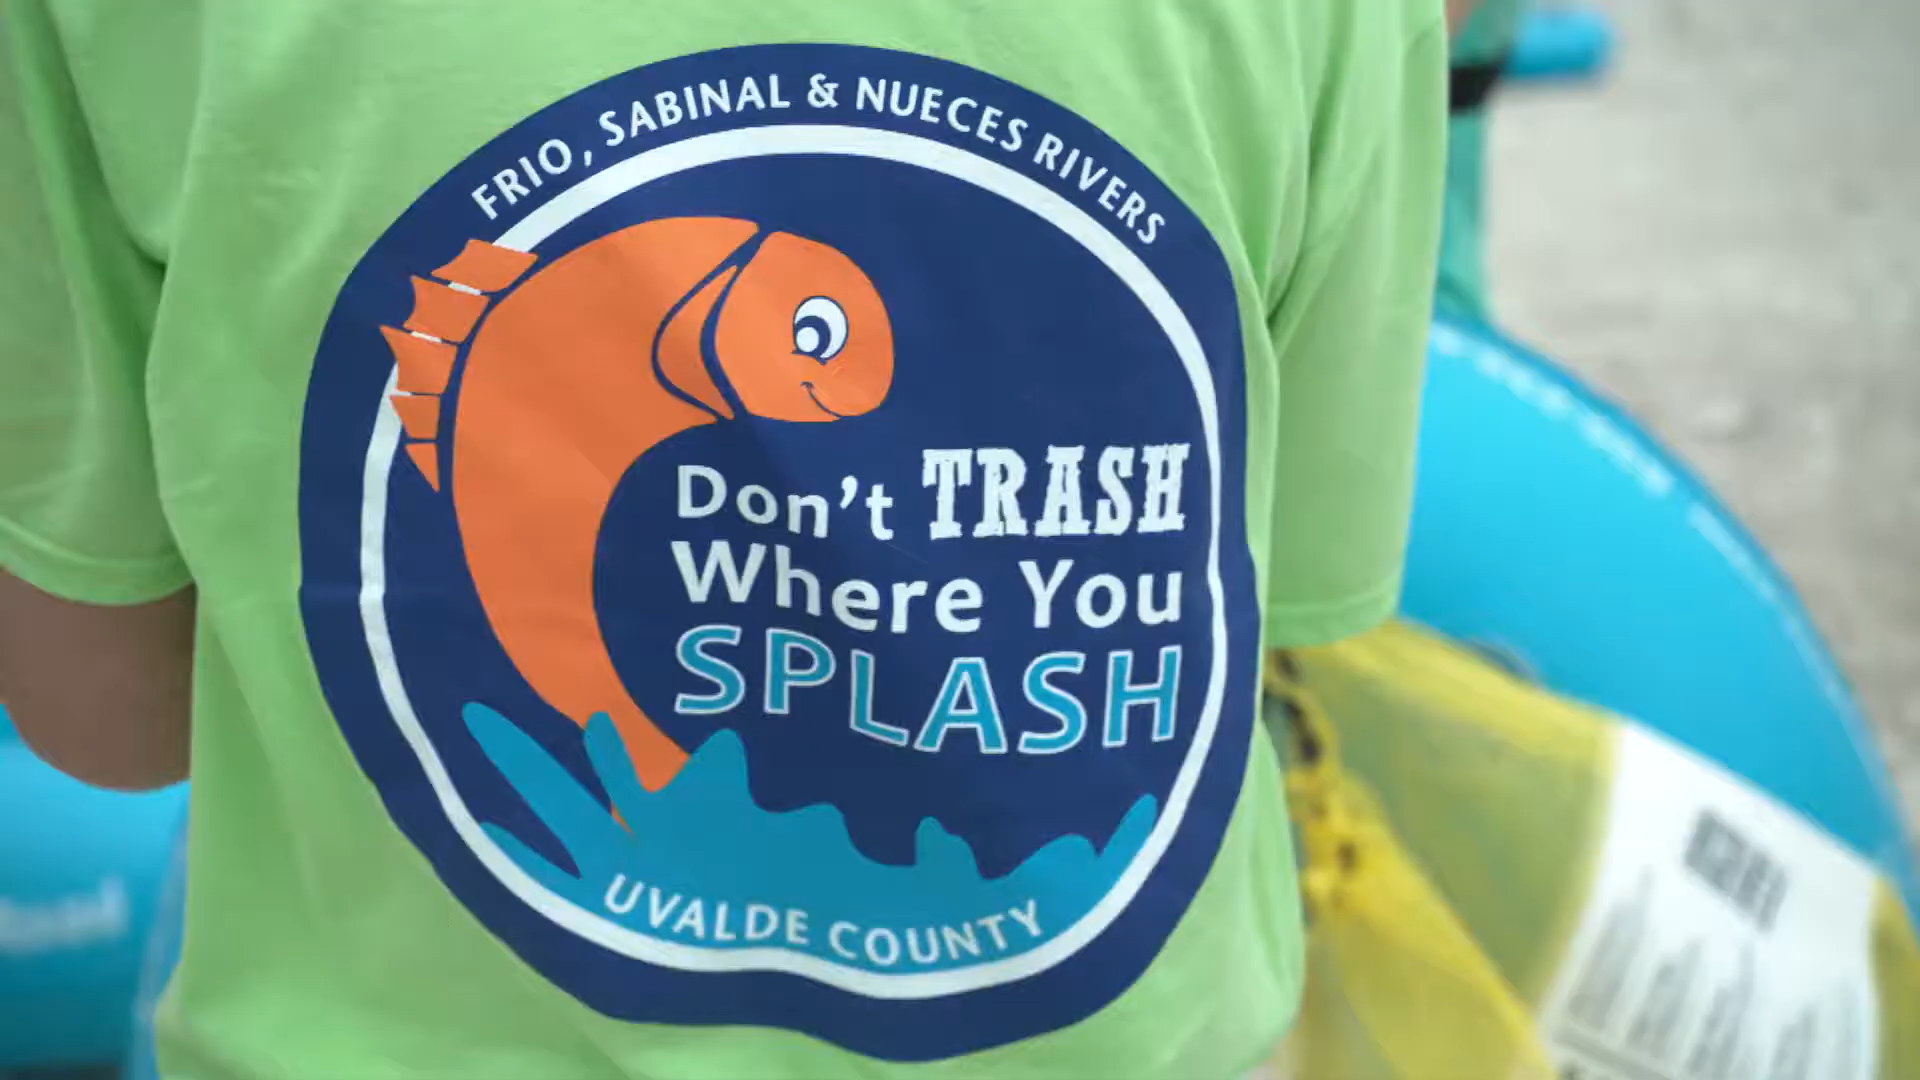 FRIO, SABINAL & NUECES RIVERS
Don't TRASH
Where You
SPLASH
UVALDE COUNTY